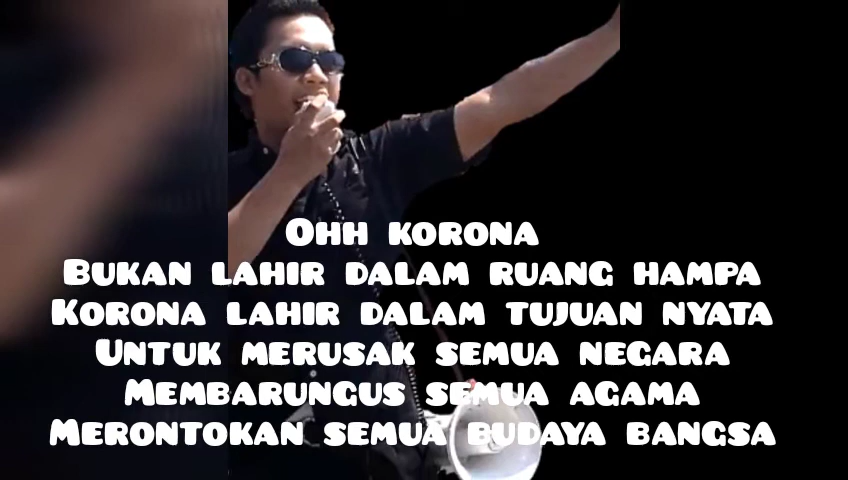 Ohh korona
Bukan lahir dalam ruang hampa
Korona lahir dalam tujuan nyata
Untuk merusak semua negara
Membarungus semua agama
Merontokan semua budaya bangsa